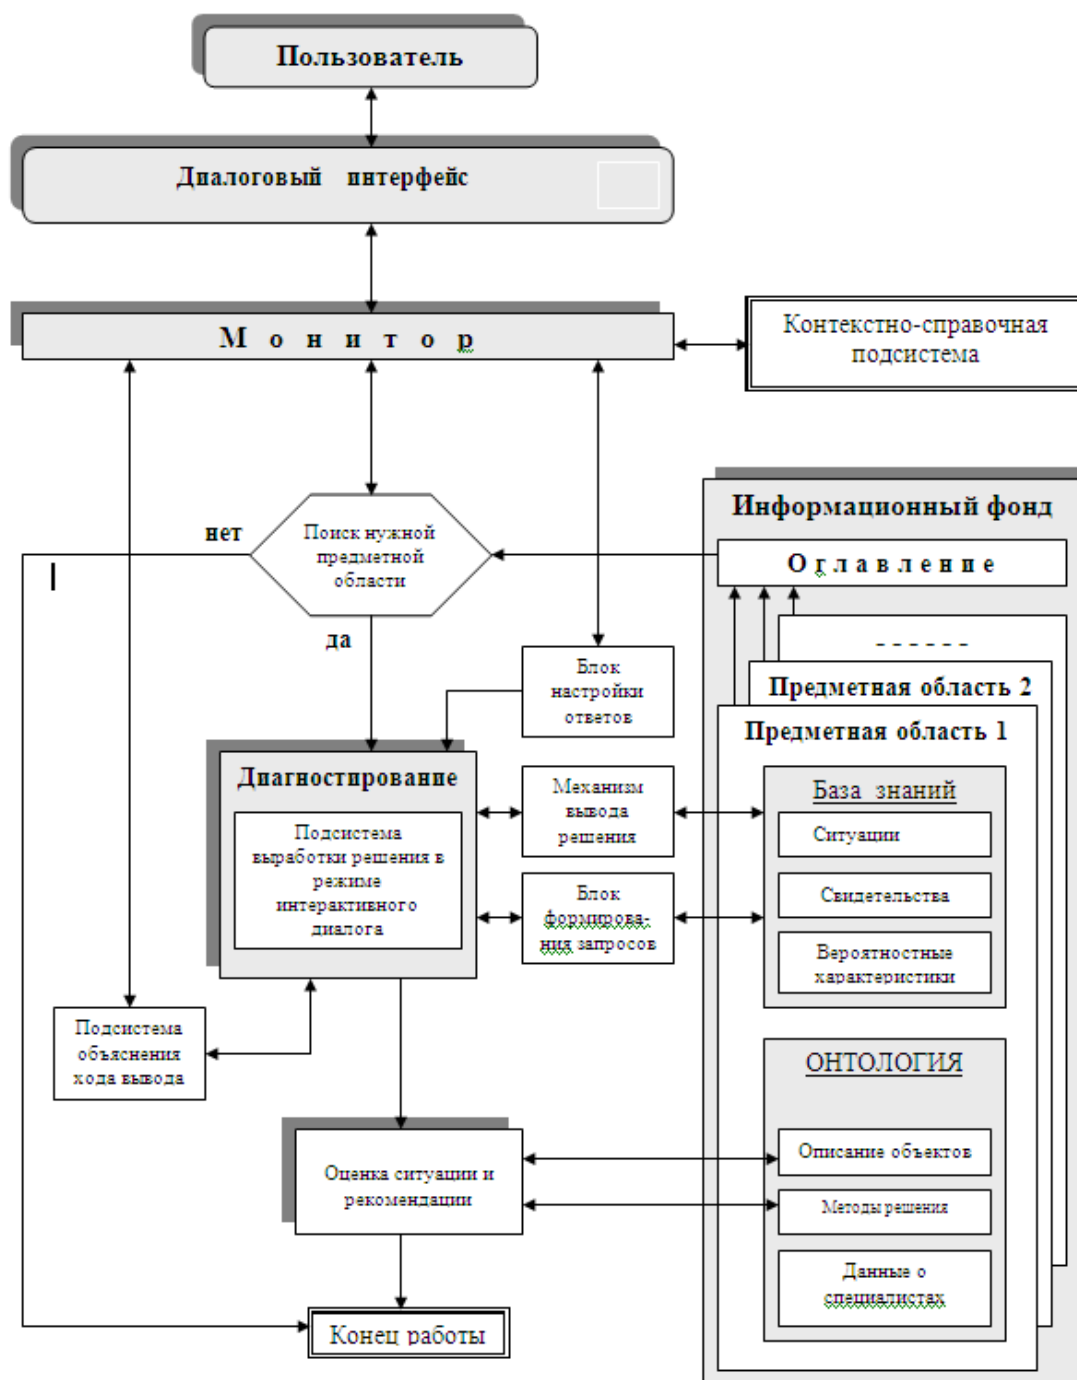 Пользователь
Диалоговый интерфейс
М о н и т о р
Контекстно-справочная
подсистема
Информационный фонд
О г л а в л е н и е
нет
Поиск нужной
предметной
области
да
- - - - - -
Предметная область 2
Предметная область 1
Блок
настройки
ответов
Диагностирование
Подсистема
выработки решения в
режиме
интерактивного
диалога
Механизм
вывода
решения
Блок
формирова-
ния запросов
База знаний
Ситуации
Свидетельства
Вероятностные
характеристики
Подсистема
объяснения
хода вывода
ОНТОЛОГИЯ
Описание объектов
Методы решения
Данные о
специалистах
Оценка ситуации и
рекомендации
Конец работы